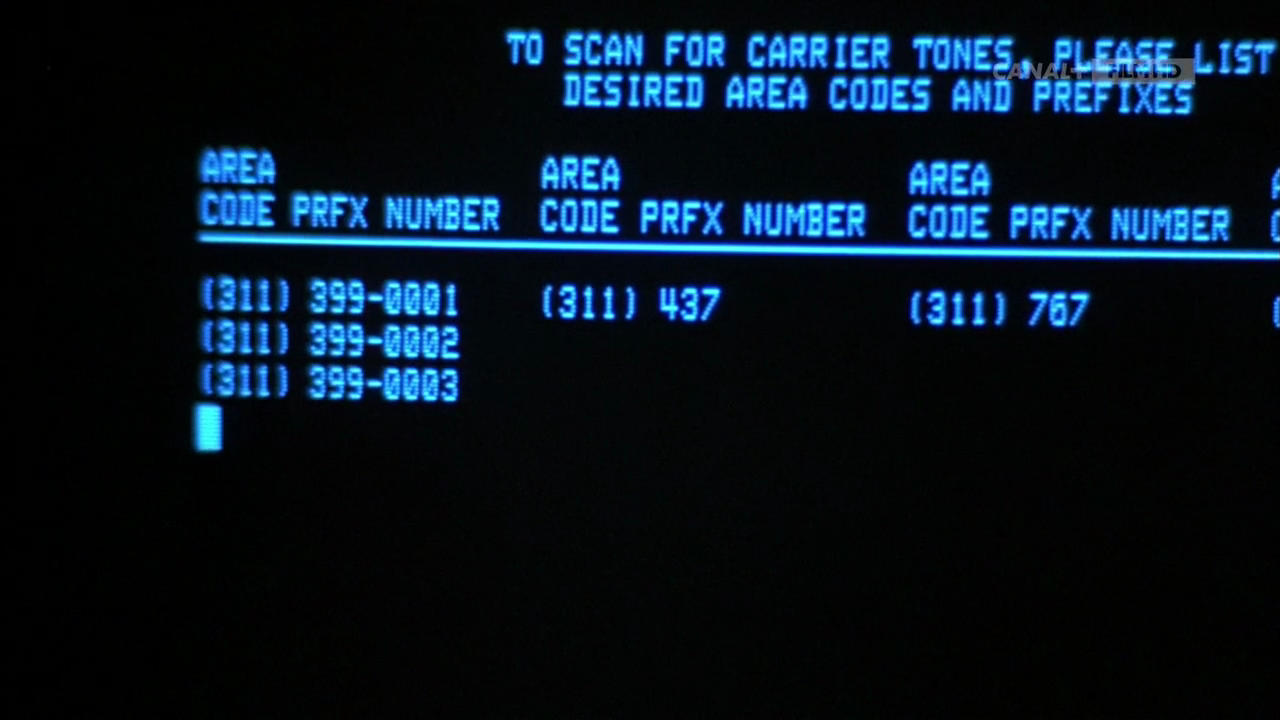 TO SCAN FOR CARRIER TONES, PLEASE LIST
DESIRED AREA CODES AND PREFIXES
CANAL+ FILM HD
AREA AREA AREA
CODE PRFX NUMBER CODE PRFX NUMBER CODE PRFX NUMBER
(311) 399-0001 (311) 437 (311) 767
(311) 399-0002
(311) 399-0003